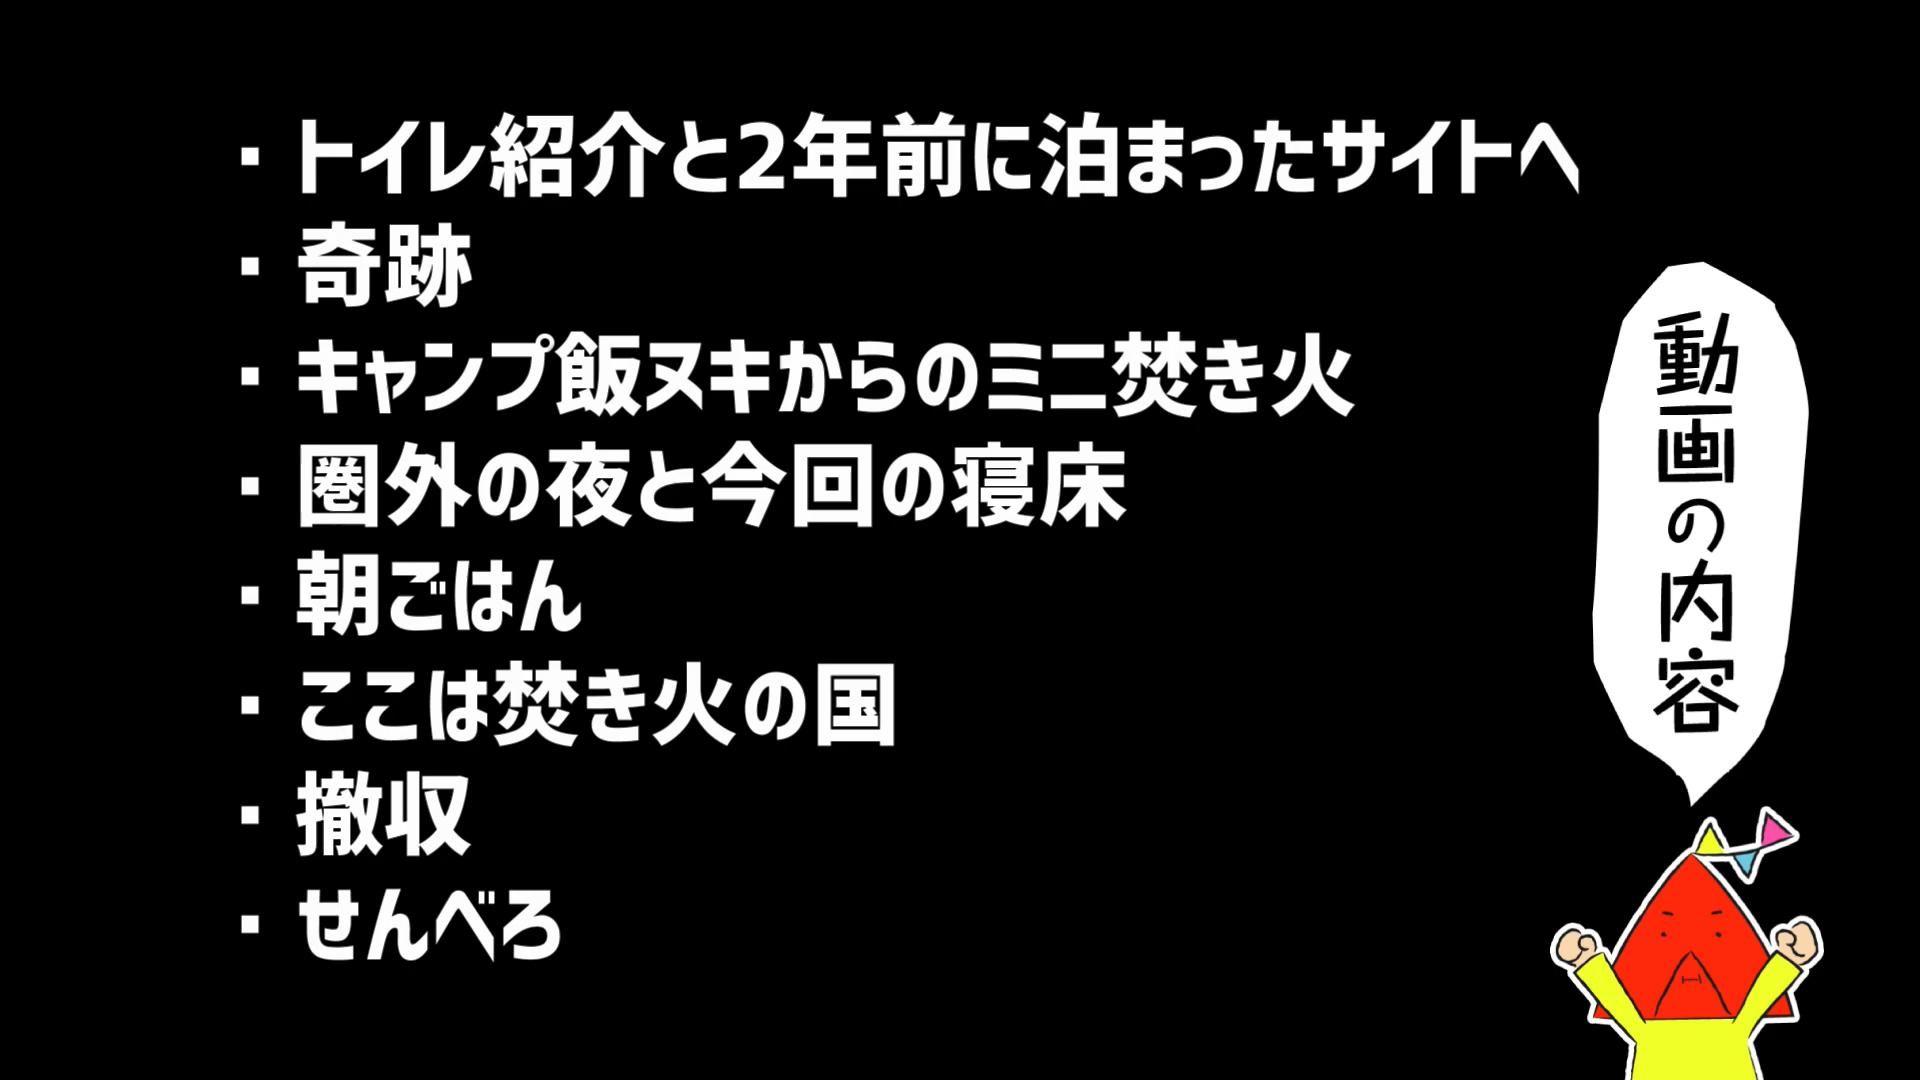 ・トイレ紹介と2年前に泊まったサイトへ
・奇跡
・キャンプ飯ヌキからのミニ焚き火
・圏外の夜と今回の寝床
・朝ごはん
・ここは焚き火の国
・撤収
・せんべろ
動画の内容